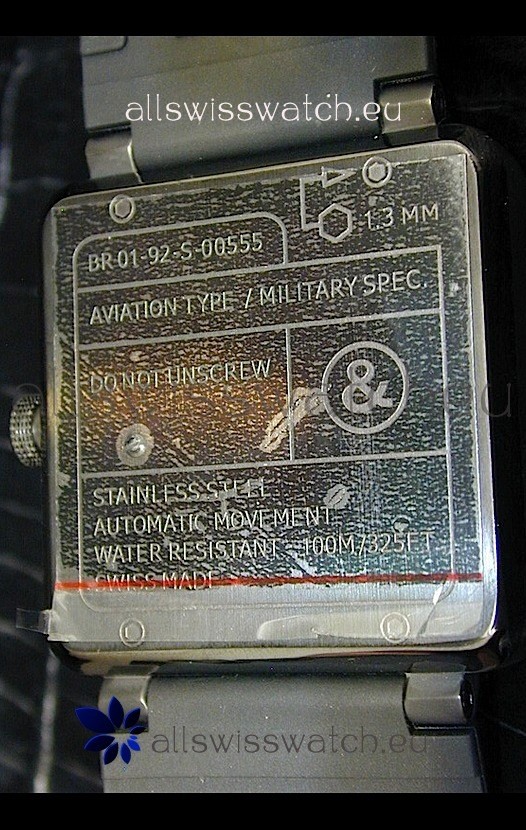 allswisswatch.eu
1.3 MM
BR 01-92-S-00555
AVIATION TYPE / MILITARY SPEC.
DO NOT UNSCREW
&
STAINLESS STEEL
AUTOMATIC MOVEMENT
WATER RESISTANT 100M/325FT
SWISS MADE
allswisswatch.eu